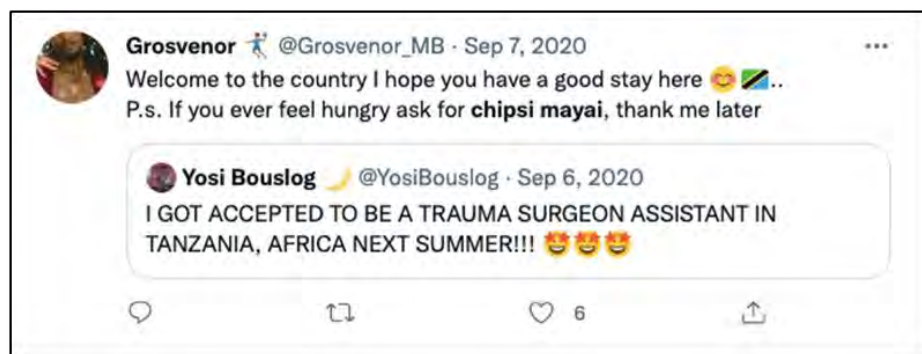 Grosvenor 🤾 @Grosvenor_MB · Sep 7, 2020
Welcome to the country I hope you have a good stay here 😊🇹🇿..
P.s. If you ever feel hungry ask for chipsi mayai, thank me later
Yosi Bouslog 🌙 @YosiBouslog · Sep 6, 2020
I GOT ACCEPTED TO BE A TRAUMA SURGEON ASSISTANT IN
TANZANIA, AFRICA NEXT SUMMER!!! 🤩🤩🤩
6